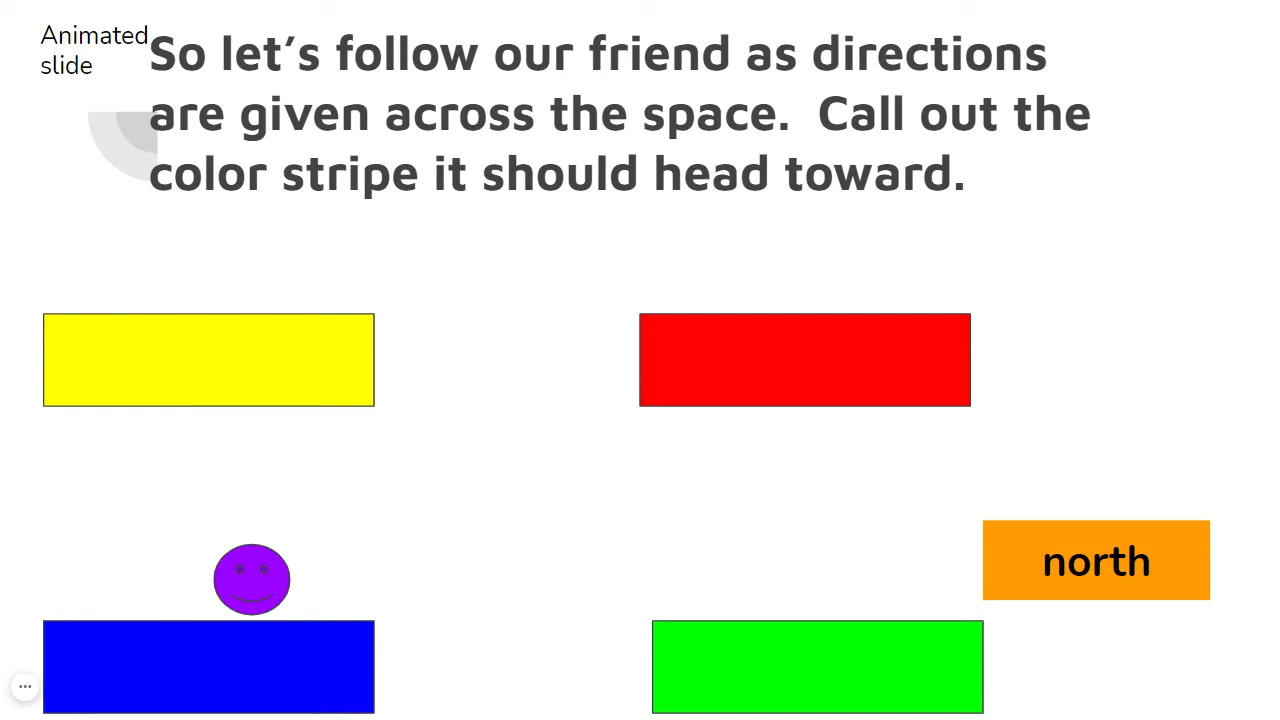 Animated
slide
So let’s follow our friend as directions
are given across the space.  Call out the
color stripe it should head toward.
north